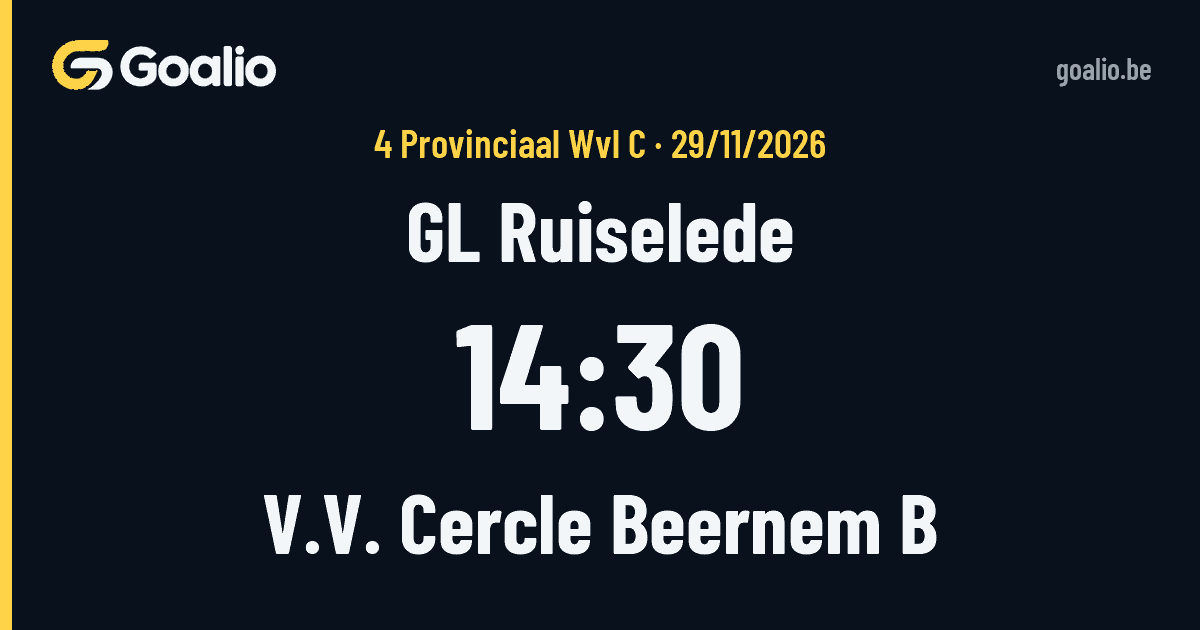 Goalio
goalio.be
4 Provinciaal Wvl C · 29/11/2026
GL Ruiselede
14:30
V.V. Cercle Beernem B